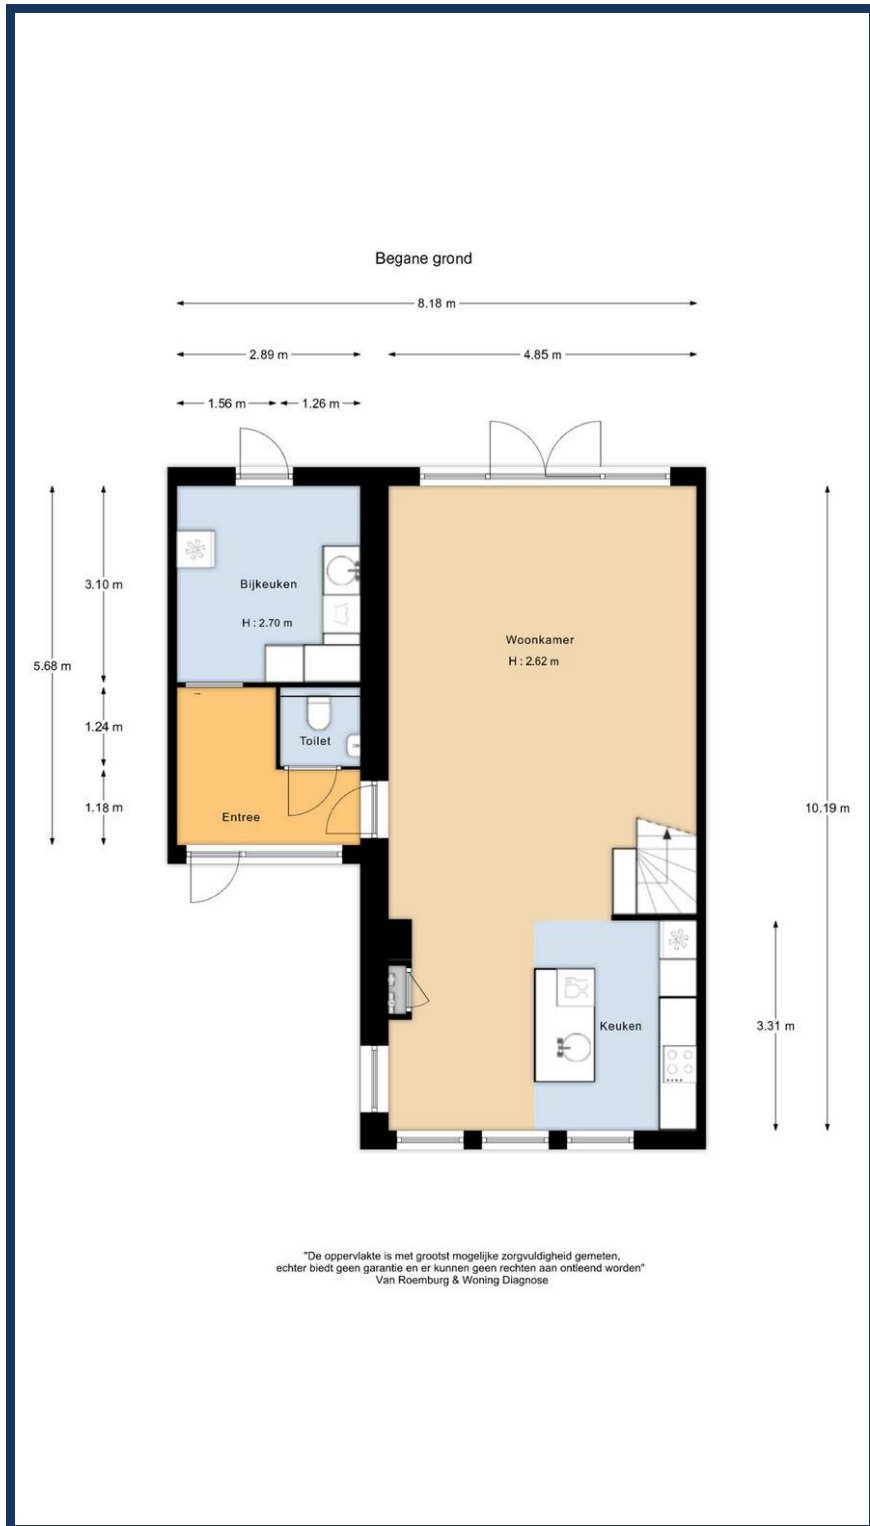 Begane grond
8.18 m
2.89 m
4.85 m
1.56 m
1.26 m
3.10 m
Bijkeuken
H : 2.70 m
Woonkamer
H : 2.62 m
5.68 m
1.24 m
Toilet
1.18 m
Entree
10.19 m
Keuken
3.31 m
"De oppervlakte is met grootst mogelijke zorgvuldigheid gemeten,
echter biedt geen garantie en er kunnen geen rechten aan ontleend worden"
Van Roemburg & Woning Diagnose